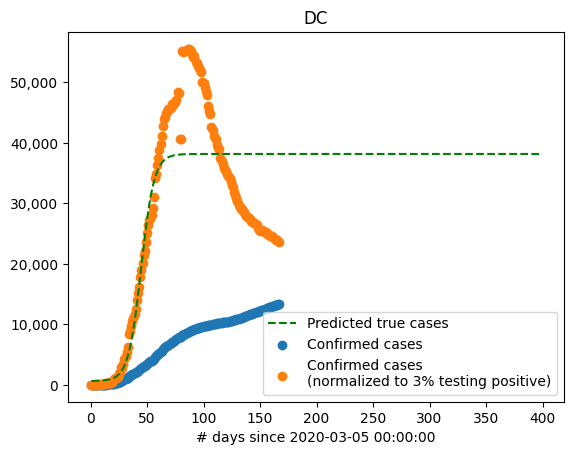 DC
50,000
40,000
30,000
20,000
10,000
0
Predicted true cases
Confirmed cases
Confirmed cases
(normalized to 3% testing positive)
0 50 100 150 200 250 300 350 400
# days since 2020-03-05 00:00:00